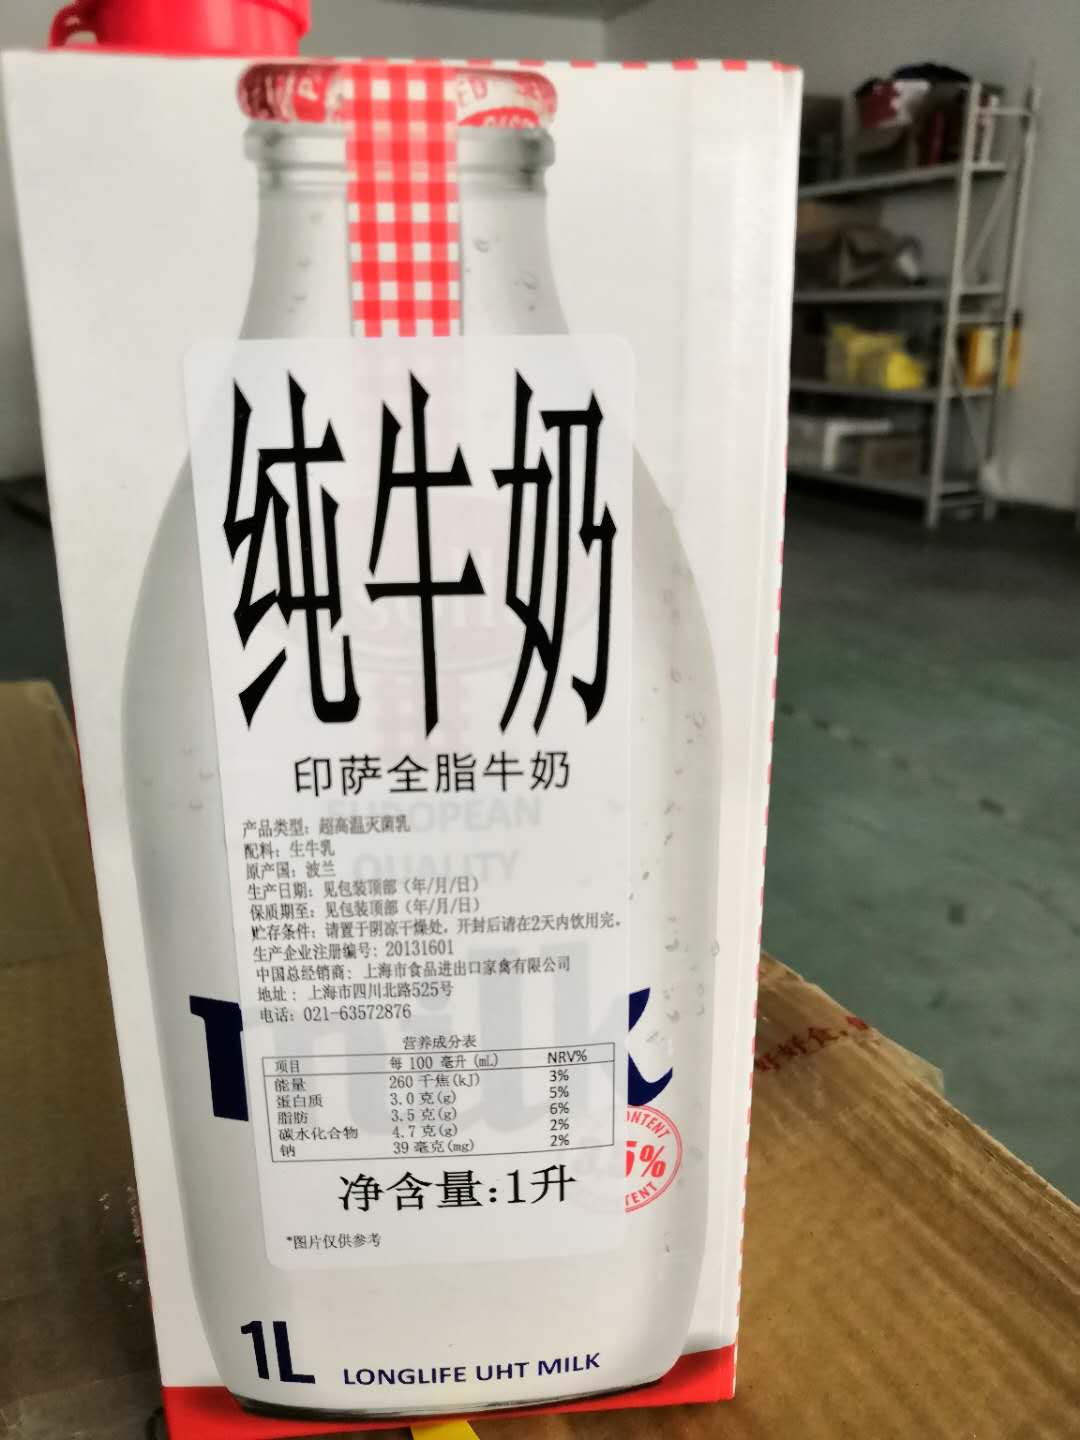 纯牛奶
印萨全脂牛奶
EUROPEAN
QUALITY
产品类型：超高温灭菌乳
配料：生牛乳
原产国：波兰
生产日期：见包装顶部（年/月/日）
保质期至：见包装顶部（年/月/日）
贮存条件：请置于阴凉干燥处，开封后请在2天内饮用完。
生产企业注册编号：20131601
中国总经销商：上海市食品进出口家禽有限公司
地址：上海市四川北路525号
电话：021-63572876
营养成分表
项目 每 100 毫升 (mL) NRV%
能量 260 千焦(kJ) 3%
蛋白质 3.0 克(g) 5%
脂肪 3.5 克(g) 6%
碳水化合物 4.7 克(g) 2%
钠 39 毫克(mg) 2%
净含量:1升
*图片仅供参考
1L LONGLIFE UHT MILK